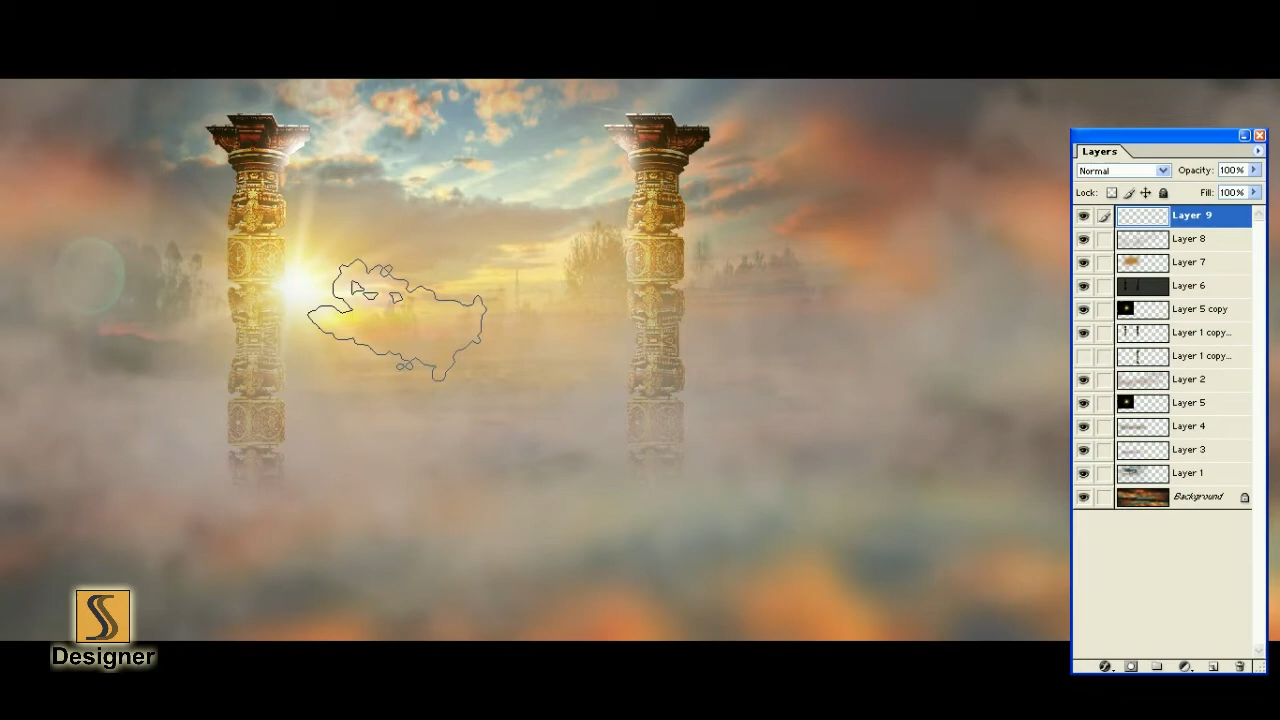 Layers
Normal
Opacity: 100%
Lock:
Fill: 100%
Layer 9
Layer 8
Layer 7
Layer 6
Layer 5 copy
Layer 1 copy...
Layer 1 copy...
Layer 2
Layer 5
Layer 4
Layer 3
Layer 1
Background
Designer